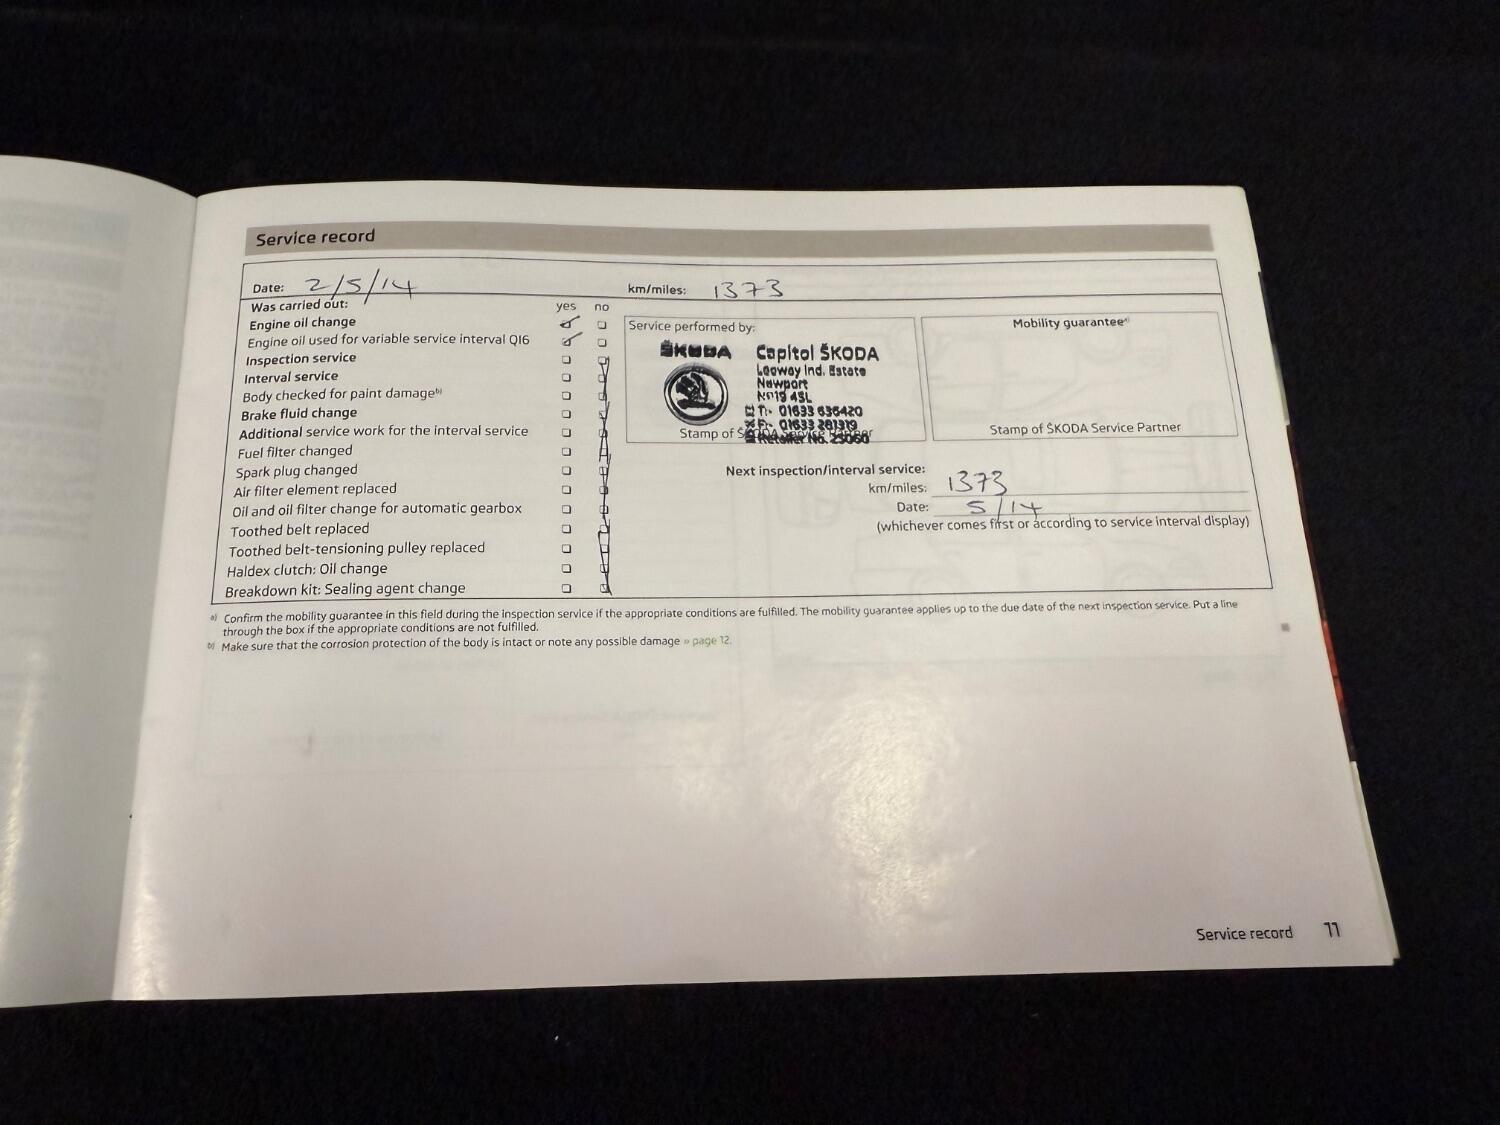 Service record
Date: 2/5/14 km/miles: 1373
Was carried out: yes no
Engine oil change
Engine oil used for variable service interval QI6
Inspection service
Interval service
Body checked for paint damage b)
Brake fluid change
Additional service work for the interval service
Fuel filter changed
Spark plug changed
Air filter element replaced
Oil and oil filter change for automatic gearbox
Toothed belt replaced
Toothed belt-tensioning pulley replaced
Haldex clutch: Oil change
Breakdown kit: Sealing agent change
Service performed by:
ŠKODA Capitol ŠKODA
Leeway Ind. Estate
Newport
NP19 4SL
T:- 01633 636420
F:- 01633 281319
Retailer No. 23060
Stamp of ŠKODA Service Partner
Mobility guarantee a)
Stamp of ŠKODA Service Partner
Next inspection/interval service:
km/miles: 1373
Date: 5/14
(whichever comes first or according to service interval display)
a) Confirm the mobility guarantee in this field during the inspection service if the appropriate conditions are fulfilled. The mobility guarantee applies up to the due date of the next inspection service. Put a line
through the box if the appropriate conditions are not fulfilled.
b) Make sure that the corrosion protection of the body is intact or note any possible damage » page 12.
Service record 11